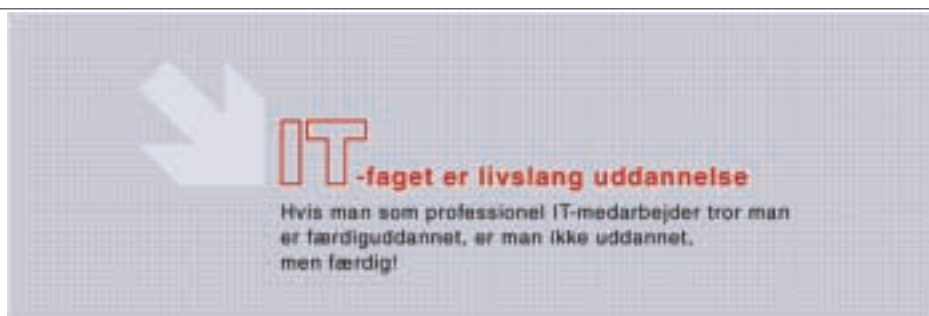 IT-faget er livslang uddannelse
Hvis man som professionel IT-medarbejder tror man
er færdiguddannet, er man ikke uddannet,
men færdig!